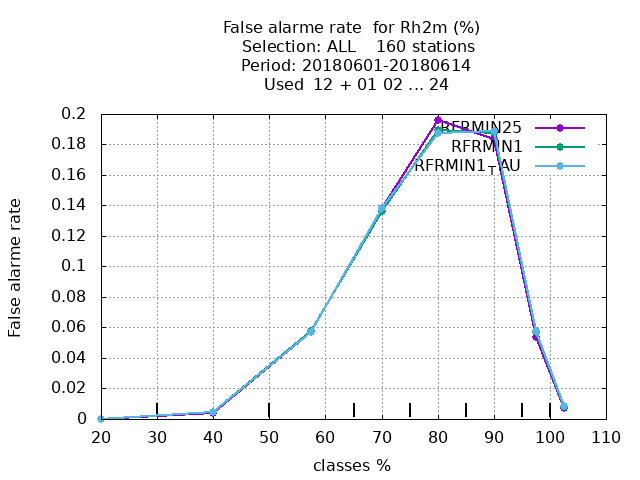 False alarme rate  for Rh2m (%)
Selection: ALL    160 stations
Period: 20180601-20180614
Used  12 + 01 02 ... 24
RFRMIN25
RFRMIN1
RFRMIN1TAU
False alarme rate
0.2
0.18
0.16
0.14
0.12
0.1
0.08
0.06
0.04
0.02
0
20 30 40 50 60 70 80 90 100 110
classes %